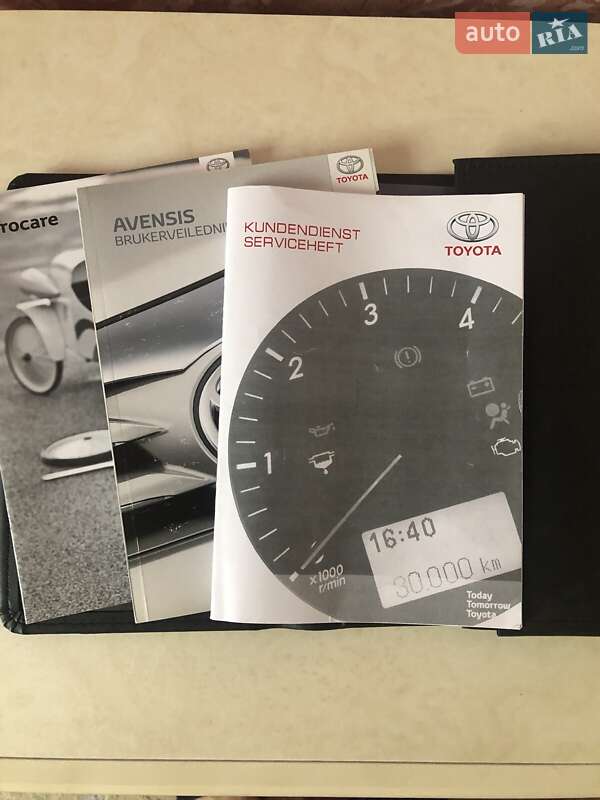 auto RIA.com
rocare
AVENSIS
BRUKERVEILEDNI
TOYOTA
KUNDENDIENST
SERVICEHEFT
TOYOTA
1
2
3
4
x1000
r/min
16:40
30.000 km
Today
Tomorrow
Toyota